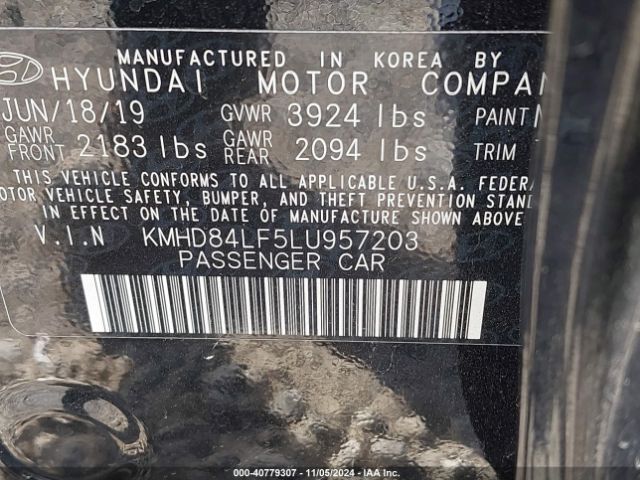 MANUFACTURED IN KOREA BY
HYUNDAI MOTOR COMPAN
JUN/18/19 GVWR 3924 lbs PAINT
GAWR FRONT 2183 lbs GAWR REAR 2094 lbs TRIM
THIS VEHICLE CONFORMS TO ALL APPLICABLE U.S.A. FEDERA
OTOR VEHICLE SAFETY, BUMPER, AND THEFT PREVENTION STAND
IN EFFECT ON THE DATE OF MANUFACTURE SHOWN ABOVE
V.I.N KMHD84LF5LU957203
PASSENGER CAR
000-40779307 - 11/05/2024 - IAA Inc.